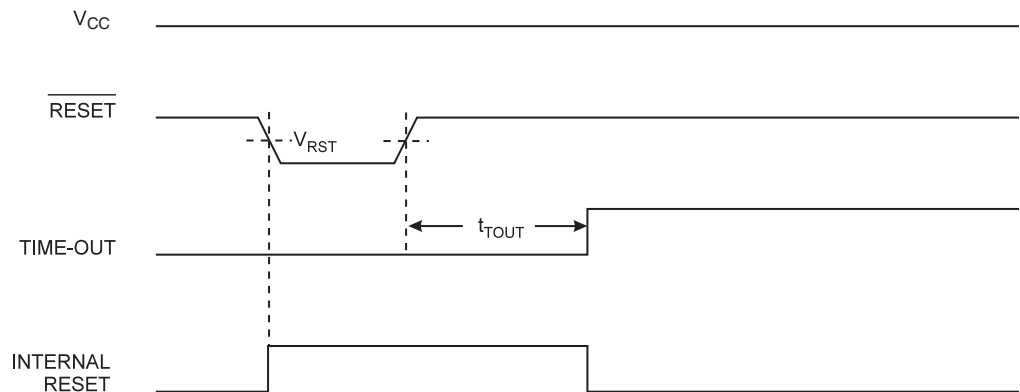 VCC
RESET
VRST
tTOUT
TIME-OUT
INTERNAL
RESET